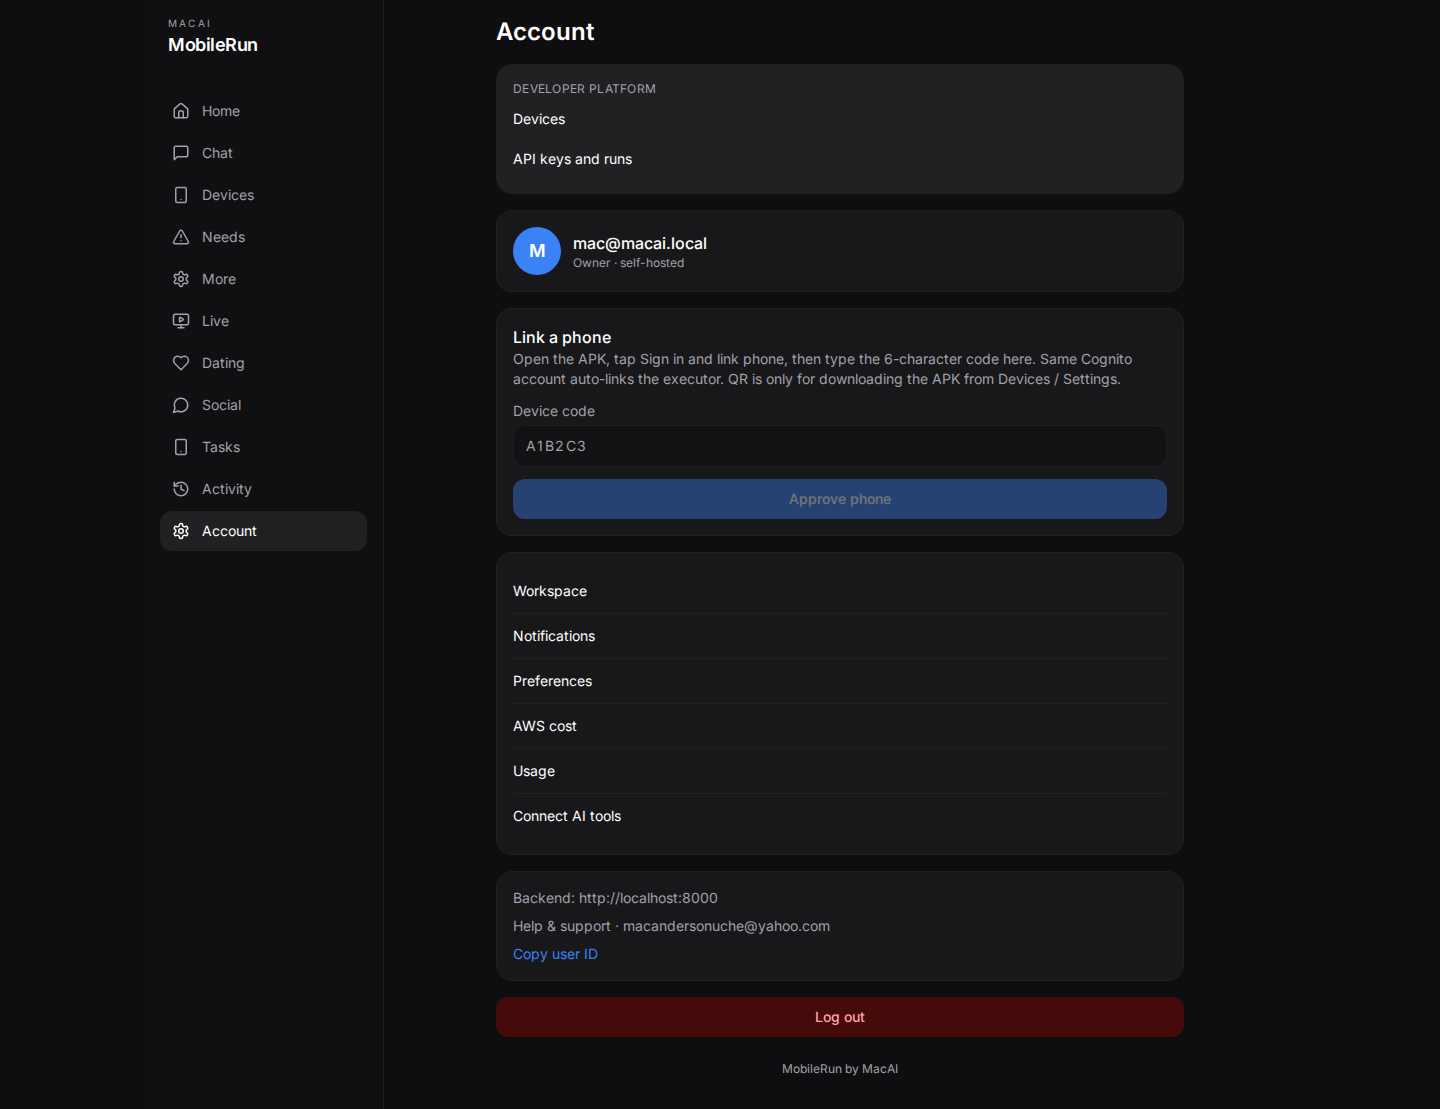 MACAI
MobileRun
Home
Chat
Devices
Needs
More
Live
Dating
Social
Tasks
Activity
Account
Account
DEVELOPER PLATFORM
Devices
API keys and runs
M
mac@macai.local
Owner · self-hosted
Link a phone
Open the APK, tap Sign in and link phone, then type the 6-character code here. Same Cognito
account auto-links the executor. QR is only for downloading the APK from Devices / Settings.
Device code
A1B2C3
Approve phone
Workspace
Notifications
Preferences
AWS cost
Usage
Connect AI tools
Backend: http://localhost:8000
Help & support · macandersonuche@yahoo.com
Copy user ID
Log out
MobileRun by MacAI